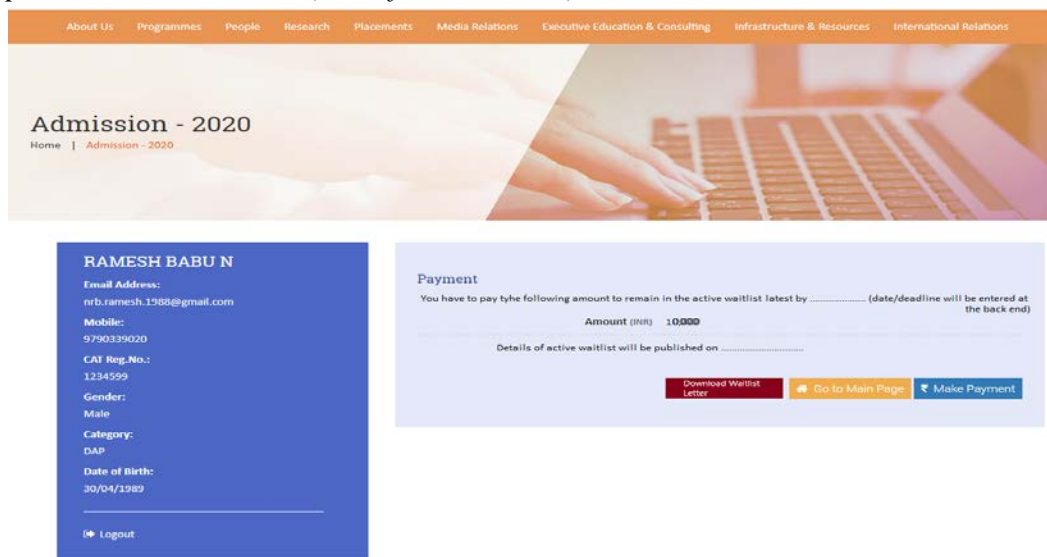 About Us Programmes People Research Placements Media Relations Executive Education & Consulting Infrastructure & Resources International Relations
Admission - 2020
Home | Admission - 2020
RAMESH BABU N
Email Address:
nrb.ramesh.1988@gmail.com
Mobile:
9790339020
CAT Reg.No.:
1234599
Gender:
Male
Category:
DAP
Date of Birth:
30/04/1989
Logout
Payment
You have to pay tyhe following amount to remain in the active waitlist latest by ..................... (date/deadline will be entered at
the back end)
Amount (INR) 10,000
Details of active waitlist will be published on ..............................
Download Waitlist
Letter
Go to Main Page
₹ Make Payment